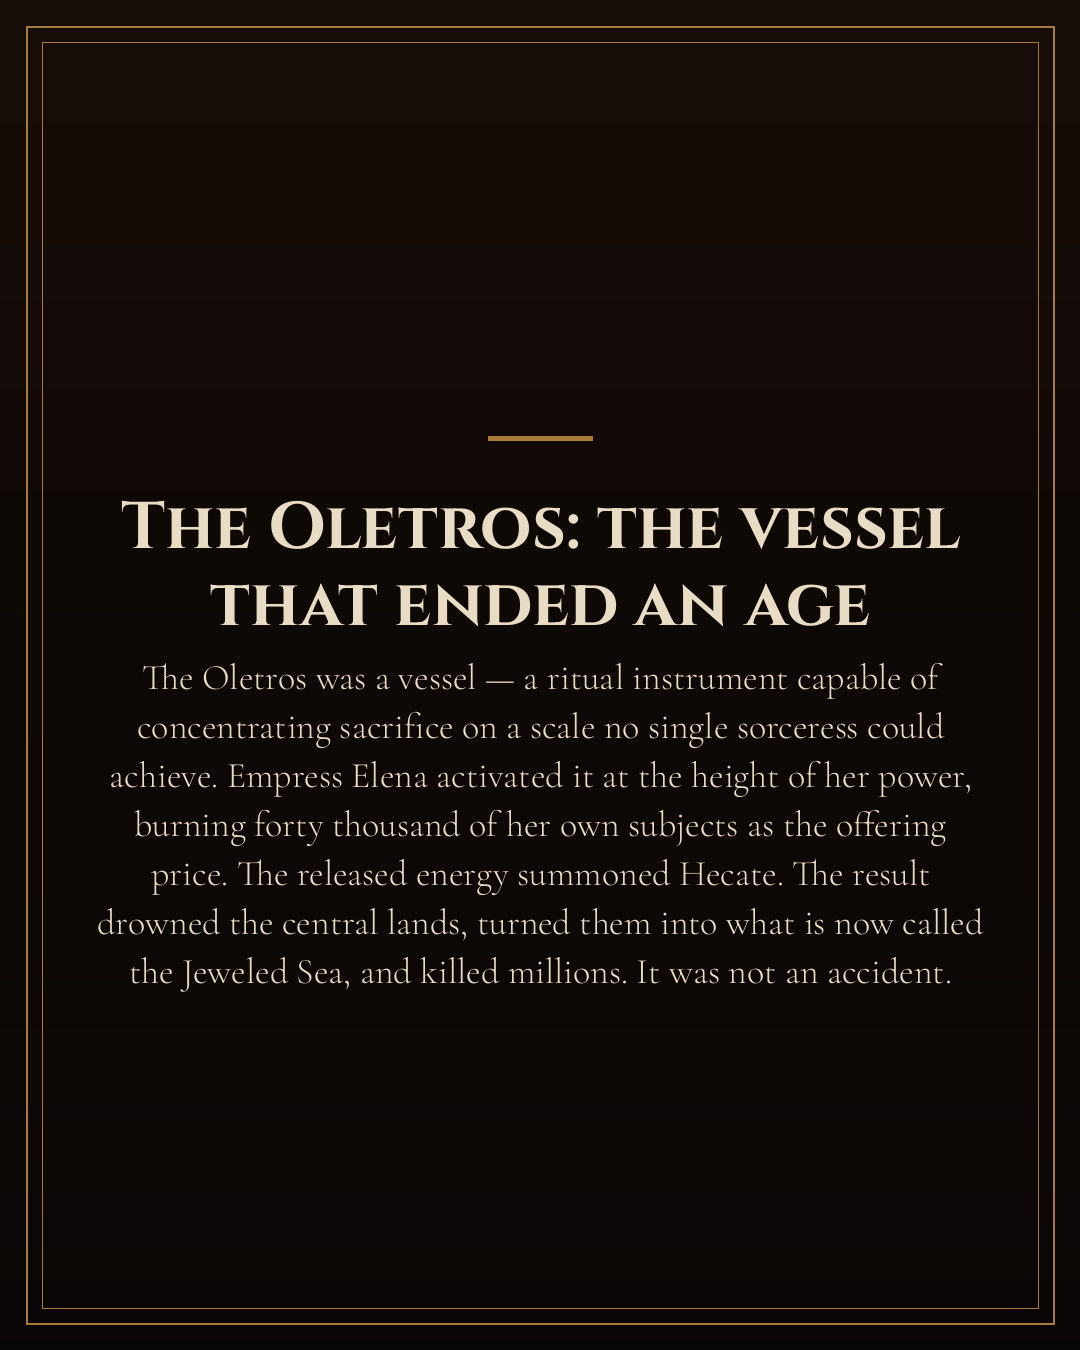 The Oletros: the vessel
that ended an age
The Oletros was a vessel — a ritual instrument capable of
concentrating sacrifice on a scale no single sorceress could
achieve. Empress Elena activated it at the height of her power,
burning forty thousand of her own subjects as the offering
price. The released energy summoned Hecate. The result
drowned the central lands, turned them into what is now called
the Jeweled Sea, and killed millions. It was not an accident.